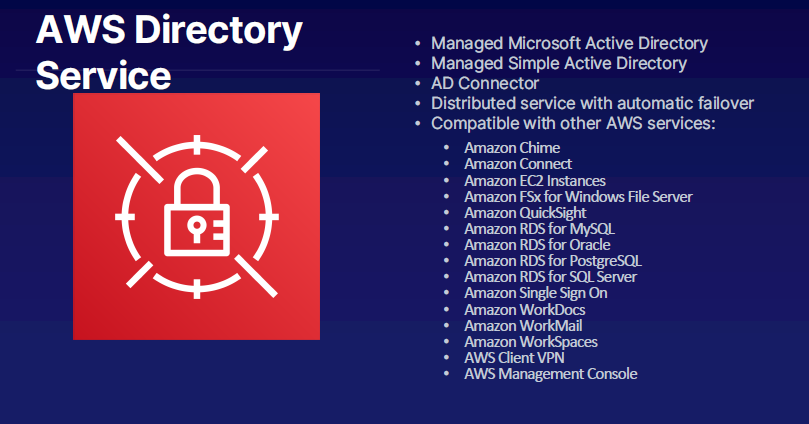 AWS Directory
Service
• Managed Microsoft Active Directory
• Managed Simple Active Directory
• AD Connector
• Distributed service with automatic failover
• Compatible with other AWS services:
• Amazon Chime
• Amazon Connect
• Amazon EC2 Instances
• Amazon FSx for Windows File Server
• Amazon QuickSight
• Amazon RDS for MySQL
• Amazon RDS for Oracle
• Amazon RDS for PostgreSQL
• Amazon RDS for SQL Server
• Amazon Single Sign On
• Amazon WorkDocs
• Amazon WorkMail
• Amazon WorkSpaces
• AWS Client VPN
• AWS Management Console